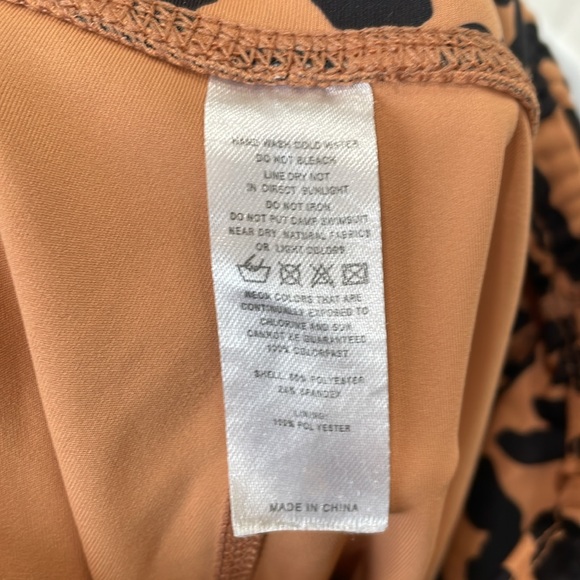 HAND WASH COLD WATER
DO NOT BLEACH
LINE DRY NOT
IN DIRECT SUNLIGHT
DO NOT IRON
DO NOT PUT CAMP SWIMSUIT
NEAR DRY, NATURAL FABRICS
OR LIGHT COLORS
NEON COLORS THAT ARE
CONTINUALLY EXPOSED TO
CHLORINE AND SUN
CANNOT BE GUARANTEED
100% COLORFAST
SHELL: 80% POLYESTER
20% SPANDEX
LINING:
100% POLYESTER
MADE IN CHINA